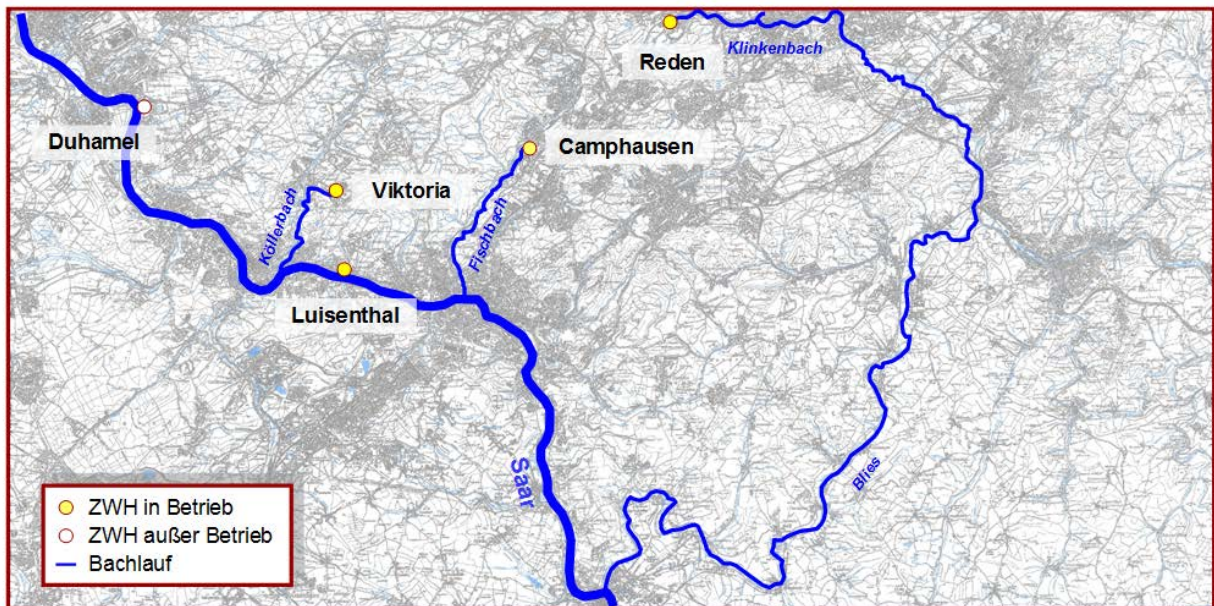 Klinkenbach
Reden
Duhamel
Camphausen
Viktoria
Köllerbach
Fischbach
Luisenthal
Saar
Blies
ZWH in Betrieb
ZWH außer Betrieb
Bachlauf